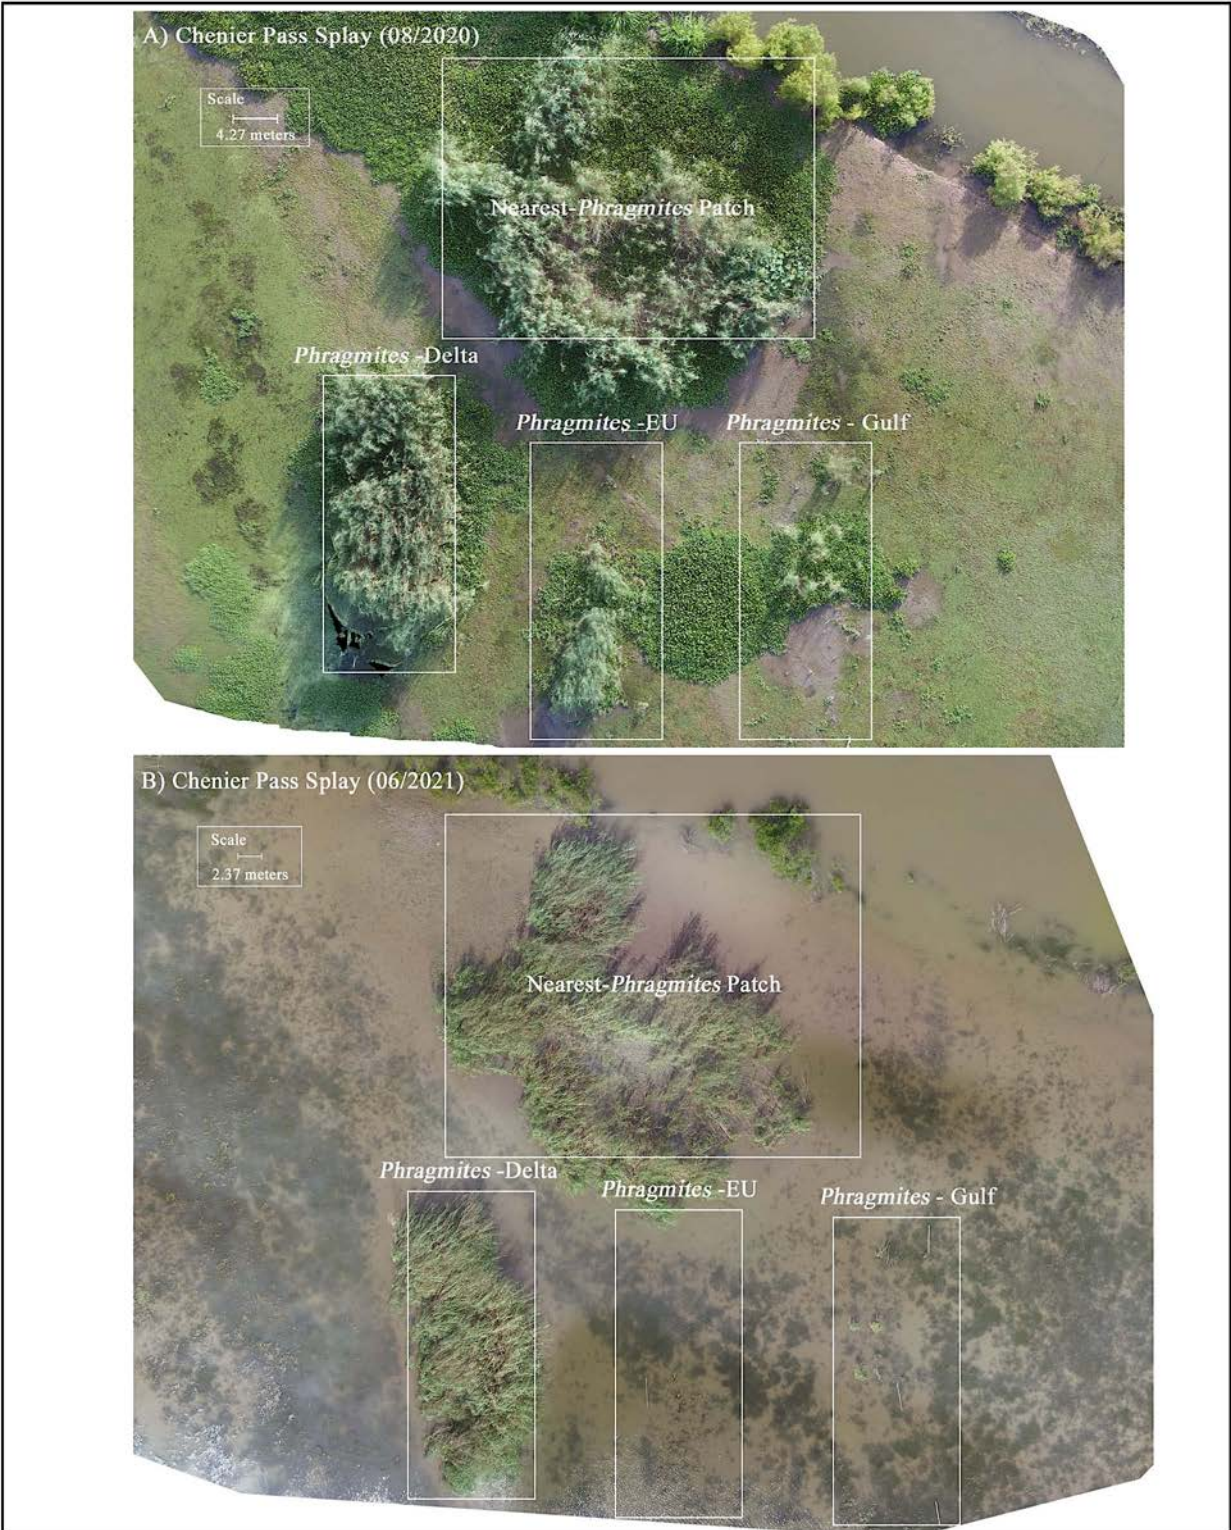 A) Chenier Pass Splay (08/2020)
Scale
4.27 meters
Nearest-Phragmites Patch
Phragmites -Delta
Phragmites -EU
Phragmites - Gulf
B) Chenier Pass Splay (06/2021)
Scale
2.37 meters
Nearest-Phragmites Patch
Phragmites -Delta
Phragmites -EU
Phragmites - Gulf